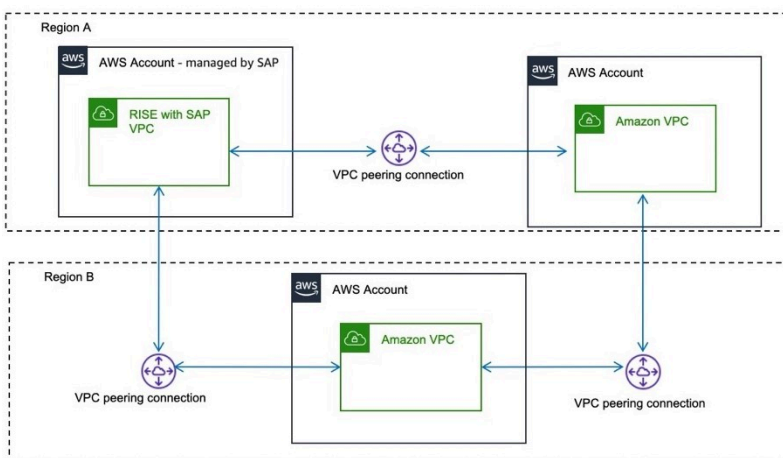 Region A
aws
AWS Account - managed by SAP
aws
AWS Account
RISE with SAP
VPC
Amazon VPC
VPC peering connection
Region B
aws
AWS Account
Amazon VPC
VPC peering connection
VPC peering connection